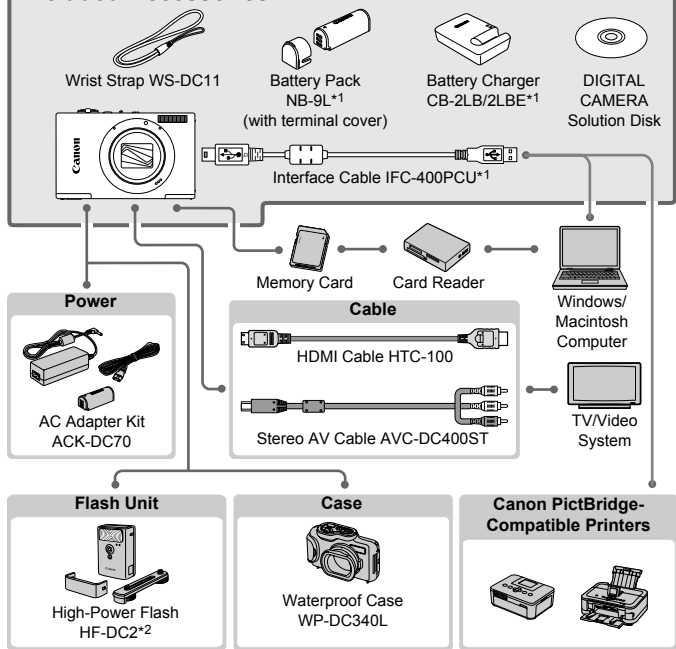 Wrist Strap WS-DC11
Battery Pack
NB-9L*1
(with terminal cover)
Battery Charger
CB-2LB/2LBE*1
DIGITAL
CAMERA
Solution Disk
Canon
Interface Cable IFC-400PCU*1
Memory Card
Card Reader
Windows/
Macintosh
Computer
Power
AC Adapter Kit
ACK-DC70
Cable
HDMI Cable HTC-100
Stereo AV Cable AVC-DC400ST
TV/Video
System
Flash Unit
High-Power Flash
HF-DC2*2
Case
Waterproof Case
WP-DC340L
Canon PictBridge-
Compatible Printers